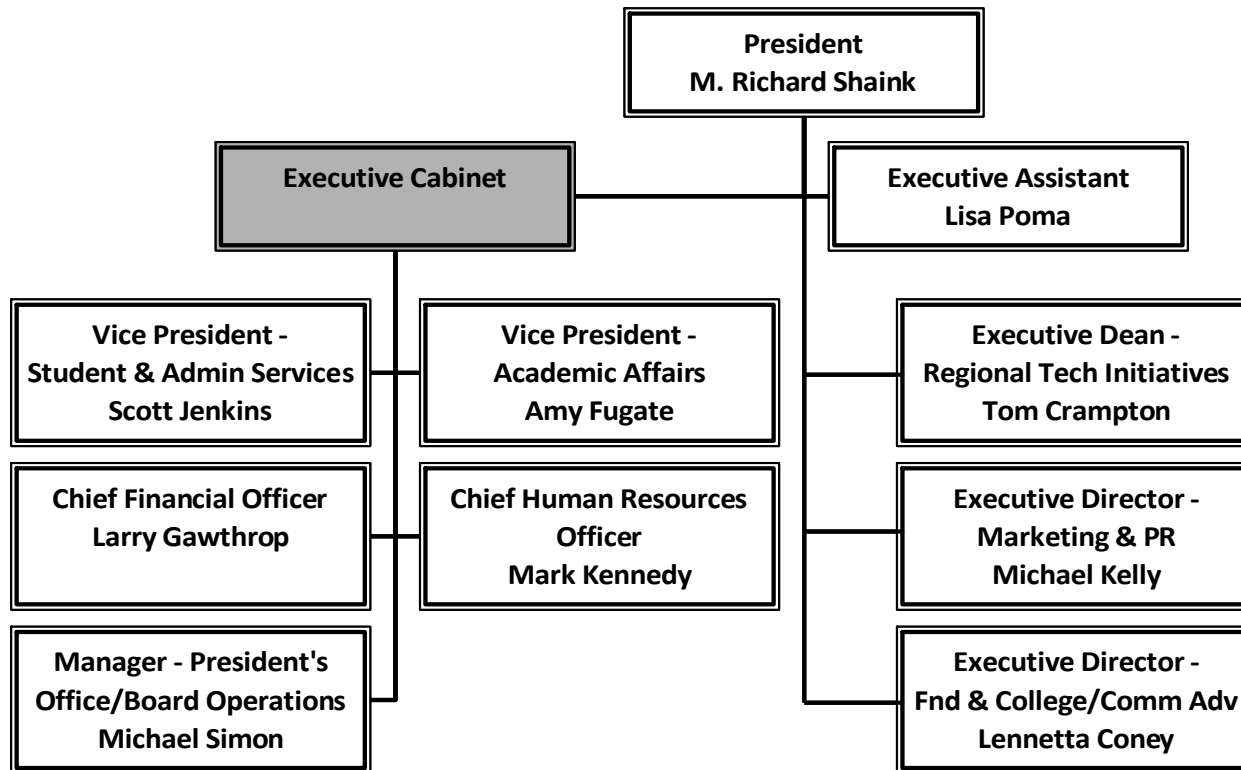 President
M. Richard Shaink
Executive Cabinet
Executive Assistant
Lisa Poma
Vice President -
Student & Admin Services
Scott Jenkins
Vice President -
Academic Affairs
Amy Fugate
Executive Dean -
Regional Tech Initiatives
Tom Crampton
Chief Financial Officer
Larry Gawthrop
Chief Human Resources
Officer
Mark Kennedy
Executive Director -
Marketing & PR
Michael Kelly
Manager - President's
Office/Board Operations
Michael Simon
Executive Director -
Fnd & College/Comm Adv
Lennetta Coney